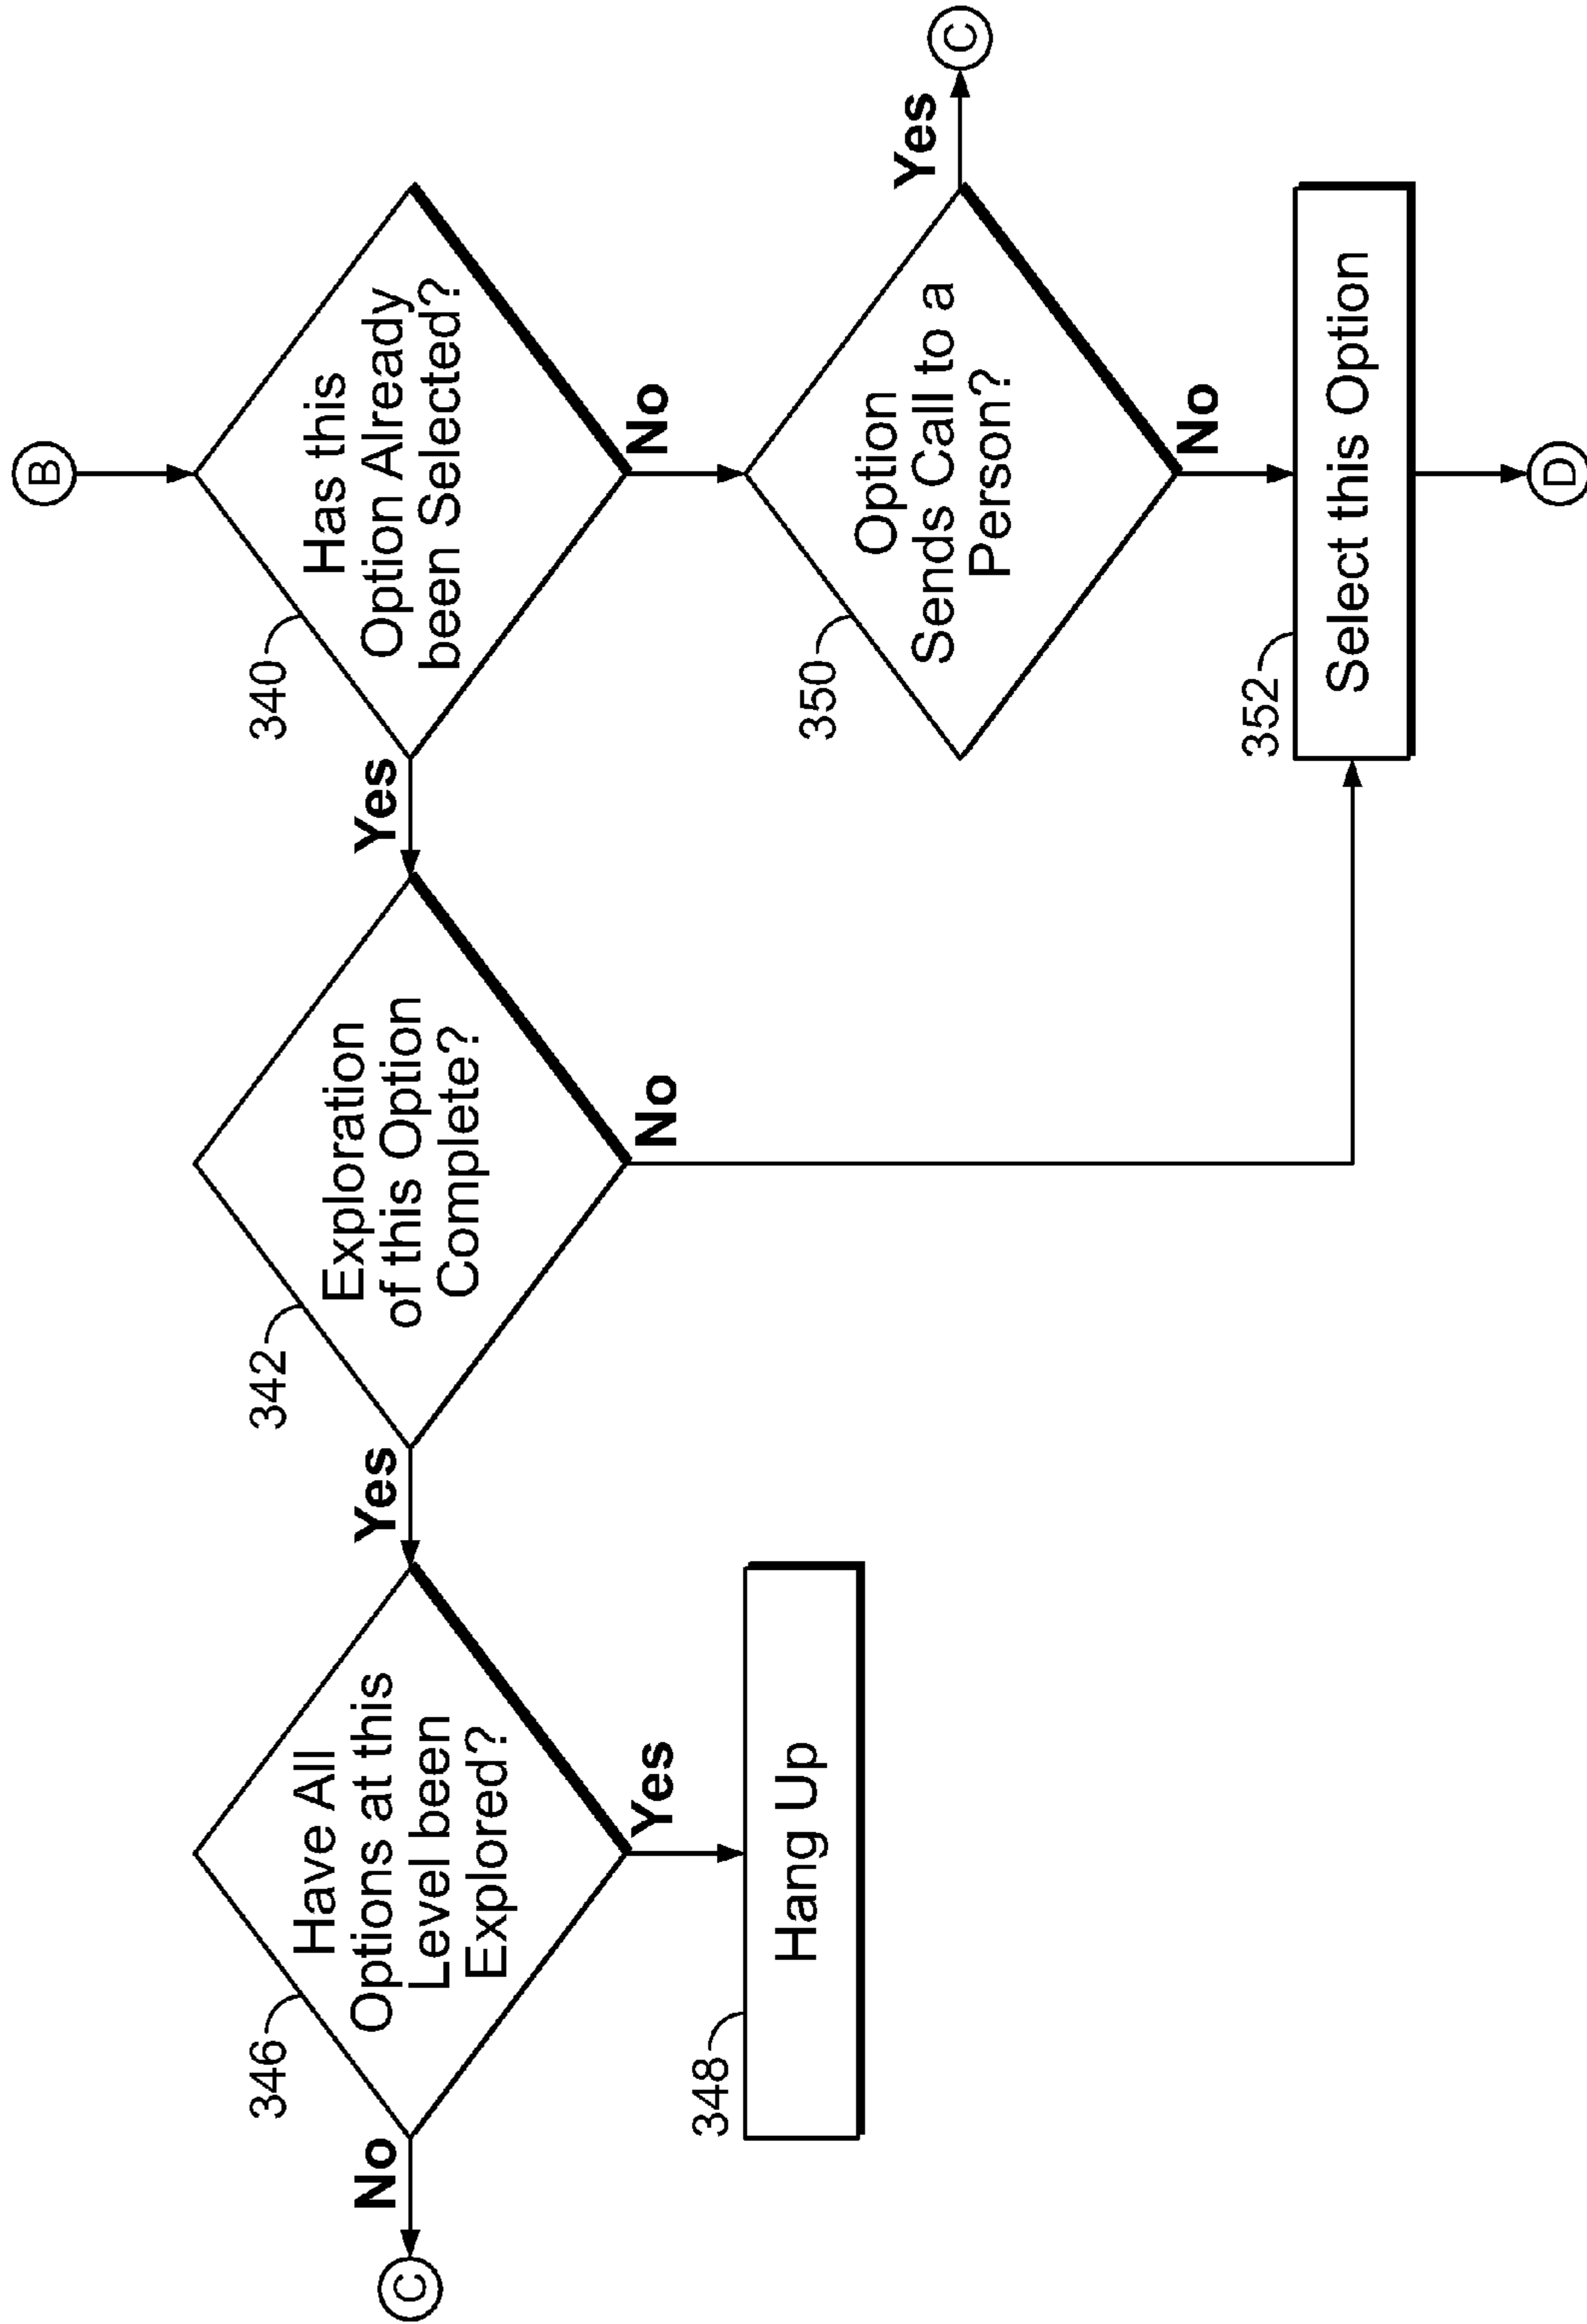 B
346
Have All
Options at this
Level been
Explored?
342
Exploration
of this Option
Complete?
340
Has this
Option Already
been Selected?
No
Yes
Yes
C
Yes
No
No
348
Hang Up
350
Option
Sends Call to a
Person?
Yes
C
No
352
Select this Option
D